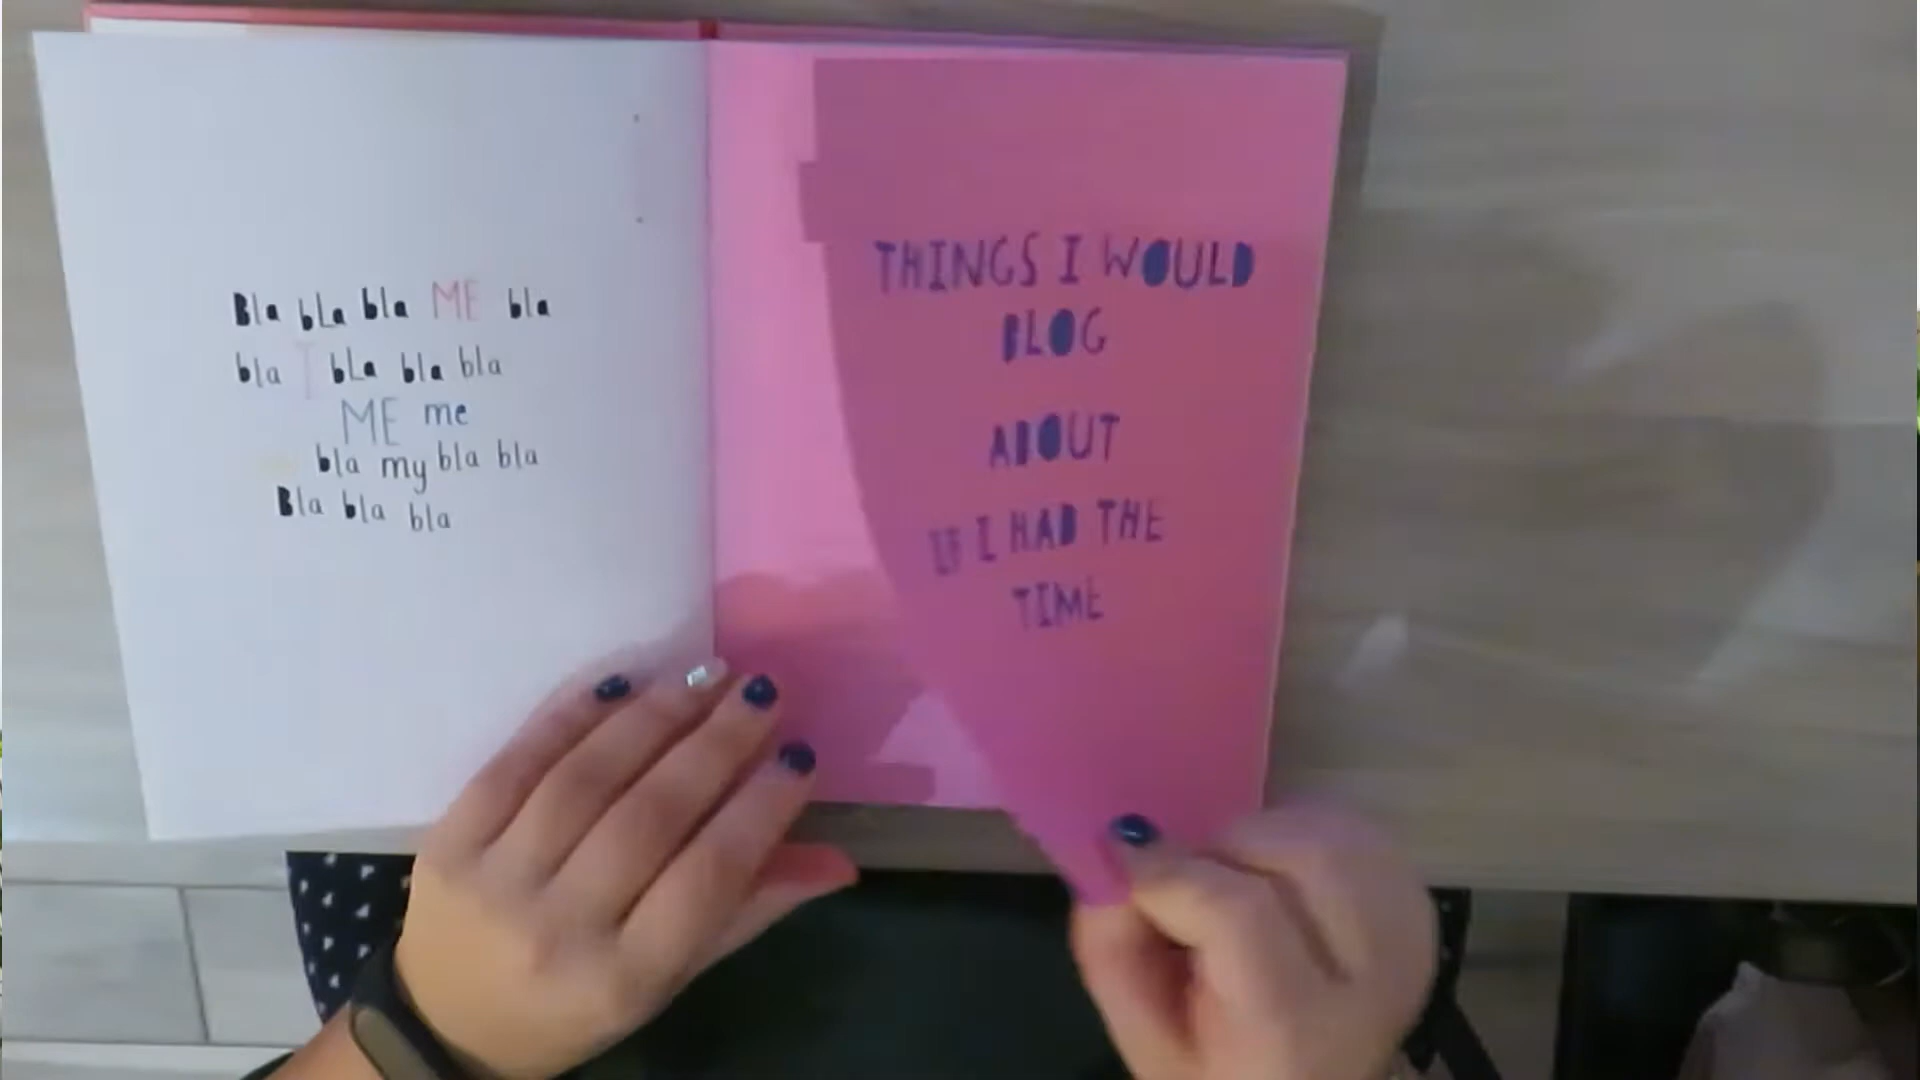 Bla bla bla ME bla
bla I bla bla bla
ME me
bla my bla bla
Bla bla bla
THINGS I WOULD
BLOG
ABOUT
IF I HAD THE
TIME